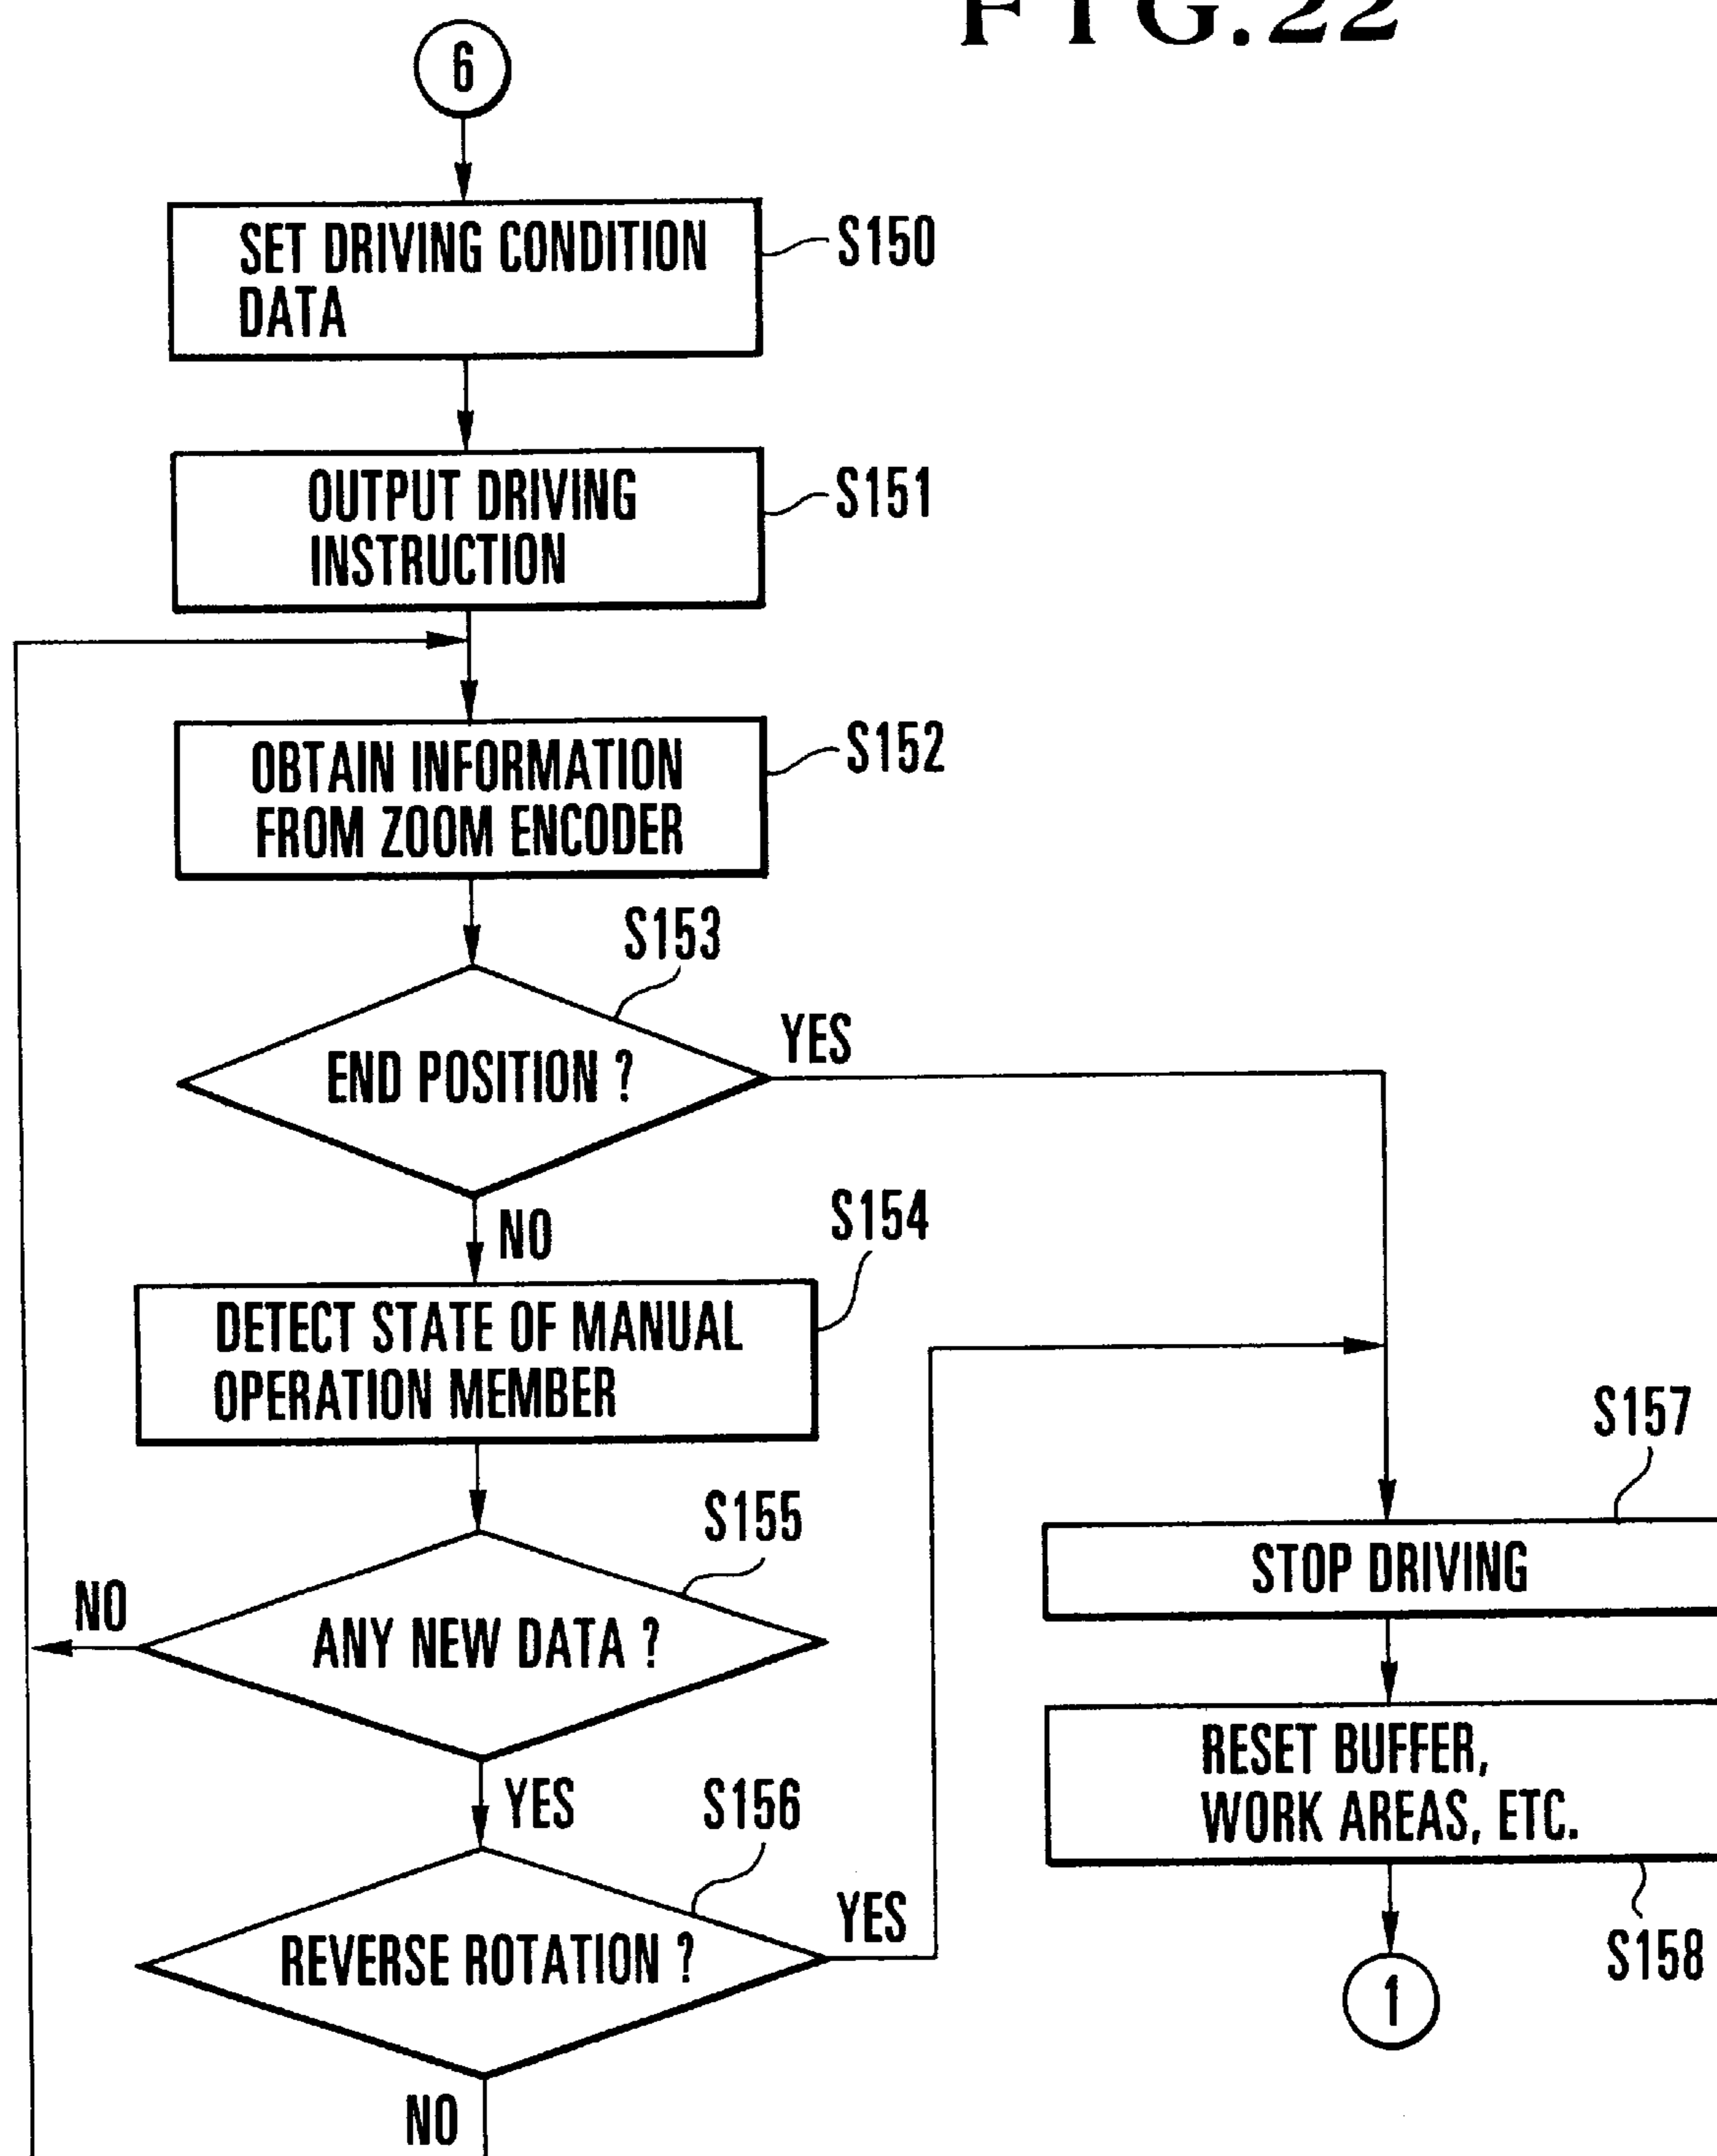 FIG.22
6
SET DRIVING CONDITION
DATA
S150
OUTPUT DRIVING
INSTRUCTION
S151
OBTAIN INFORMATION
FROM ZOOM ENCODER
S152
S153
END POSITION ?
YES
NO
S154
DETECT STATE OF MANUAL
OPERATION MEMBER
S155
ANY NEW DATA ?
NO
YES
S156
REVERSE ROTATION ?
YES
NO
S157
STOP DRIVING
RESET BUFFER,
WORK AREAS, ETC.
S158
1